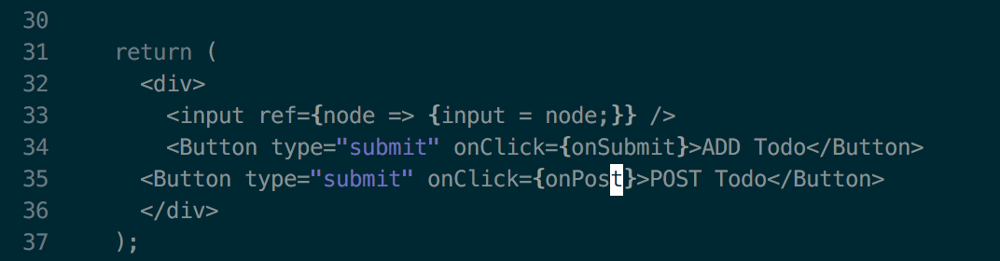 30
31     return (
32       <div>
33         <input ref={node => {input = node;}} />
34         <Button type="submit" onClick={onSubmit}>ADD Todo</Button>
35       <Button type="submit" onClick={onPost}>POST Todo</Button>
36       </div>
37     );